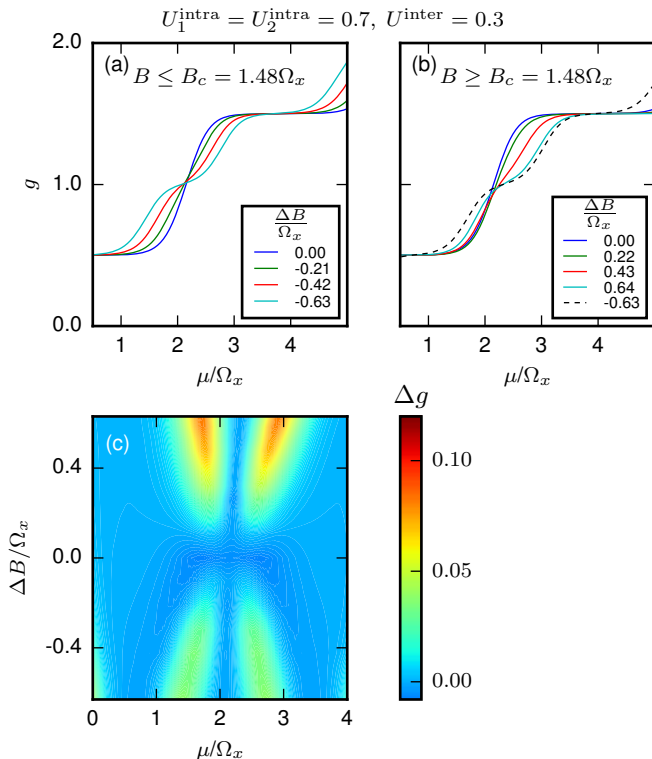 U₁^intra = U₂^intra = 0.7, U^inter = 0.3
(a) B ≤ B_c = 1.48Ω_x
(b) B ≥ B_c = 1.48Ω_x
2.0
1.0
0.0
g
ΔB/Ω_x
0.00
-0.21
-0.42
-0.63
ΔB/Ω_x
0.00
0.22
0.43
0.64
-0.63
1 2 3 4
1 2 3 4
μ/Ω_x
μ/Ω_x
(c)
0.4
0.0
-0.4
ΔB/Ω_x
0 1 2 3 4
μ/Ω_x
Δg
0.10
0.05
0.00